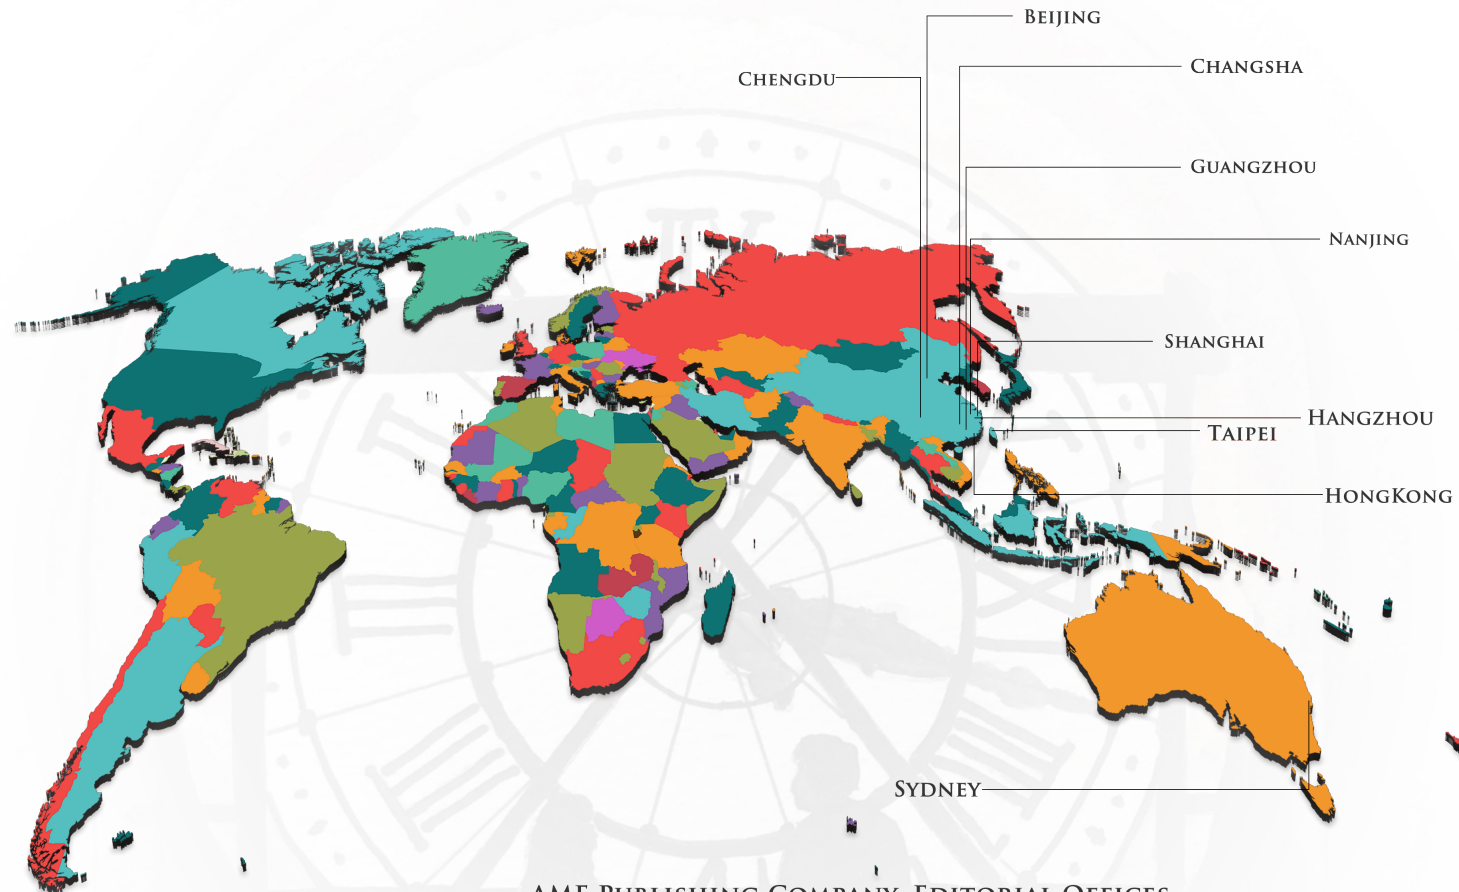 BEIJING
CHANGSHA
CHENGDU
GUANGZHOU
NANJING
SHANGHAI
HANGZHOU
TAIPEI
HONGKONG
SYDNEY
AME PUBLISHING COMPANY EDITORIAL OFFICES